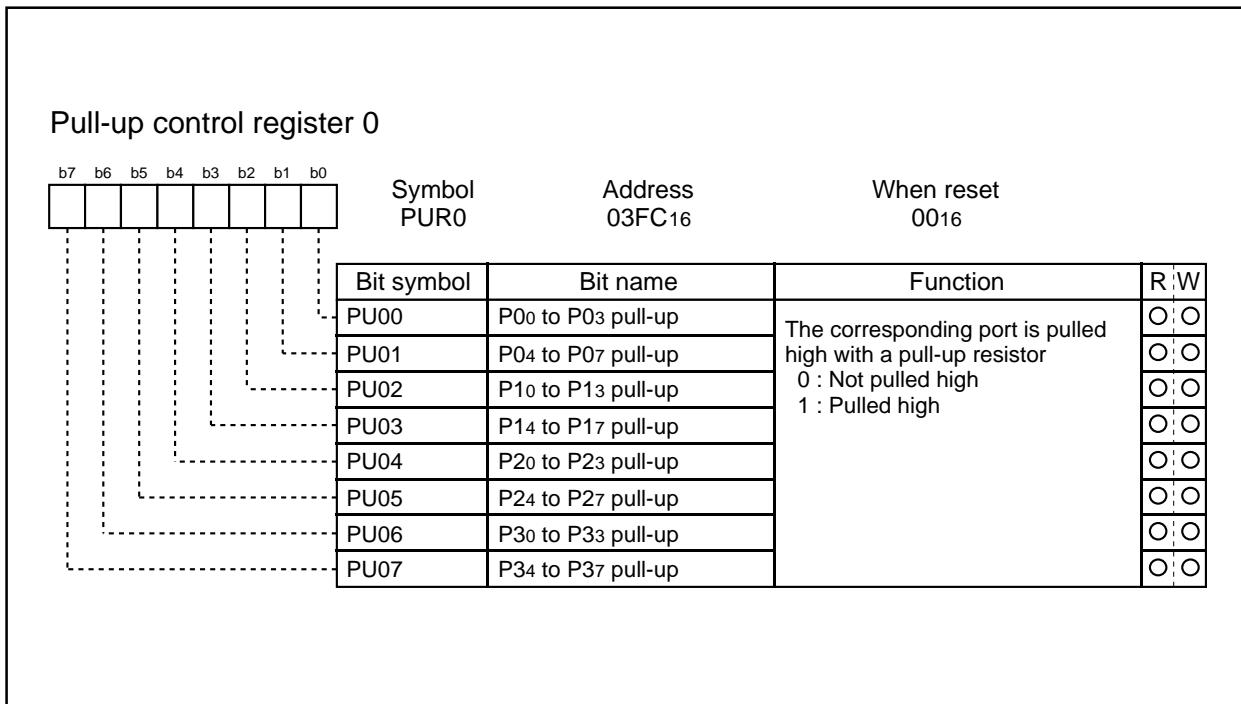 Pull-up control register 0
b7 b6 b5 b4 b3 b2 b1 b0
Symbol Address When reset
PUR0 03FC16 0016
Bit symbol Bit name Function R W
PU00 P00 to P03 pull-up The corresponding port is pulled
PU01 P04 to P07 pull-up high with a pull-up resistor
PU02 P10 to P13 pull-up 0 : Not pulled high
PU03 P14 to P17 pull-up 1 : Pulled high
PU04 P20 to P23 pull-up
PU05 P24 to P27 pull-up
PU06 P30 to P33 pull-up
PU07 P34 to P37 pull-up